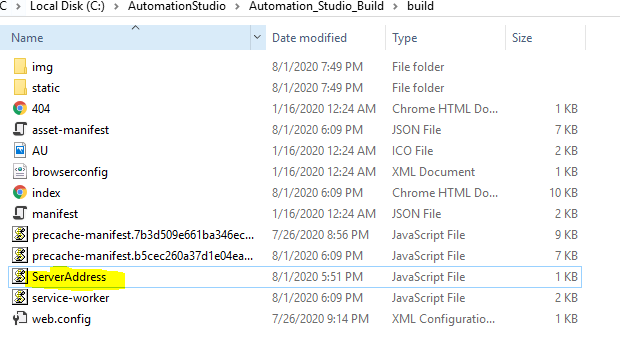 C > Local Disk (C:) > AutomationStudio > Automation_Studio_Build > build
Name Date modified Type Size
img 8/1/2020 7:49 PM File folder
static 8/1/2020 7:49 PM File folder
404 1/16/2020 12:24 AM Chrome HTML Do... 1 KB
asset-manifest 8/1/2020 6:09 PM JSON File 7 KB
AU 1/16/2020 12:24 AM ICO File 2 KB
browserconfig 1/16/2020 12:24 AM XML Document 1 KB
index 8/1/2020 6:09 PM Chrome HTML Do... 10 KB
manifest 1/16/2020 12:24 AM JSON File 2 KB
precache-manifest.7b3d509e661ba346ec... 7/26/2020 8:56 PM JavaScript File 9 KB
precache-manifest.b5cec260a37d1e04ea... 8/1/2020 6:09 PM JavaScript File 7 KB
ServerAddress 8/1/2020 5:51 PM JavaScript File 1 KB
service-worker 8/1/2020 6:09 PM JavaScript File 2 KB
web.config 7/26/2020 9:14 PM XML Configuratio... 1 KB